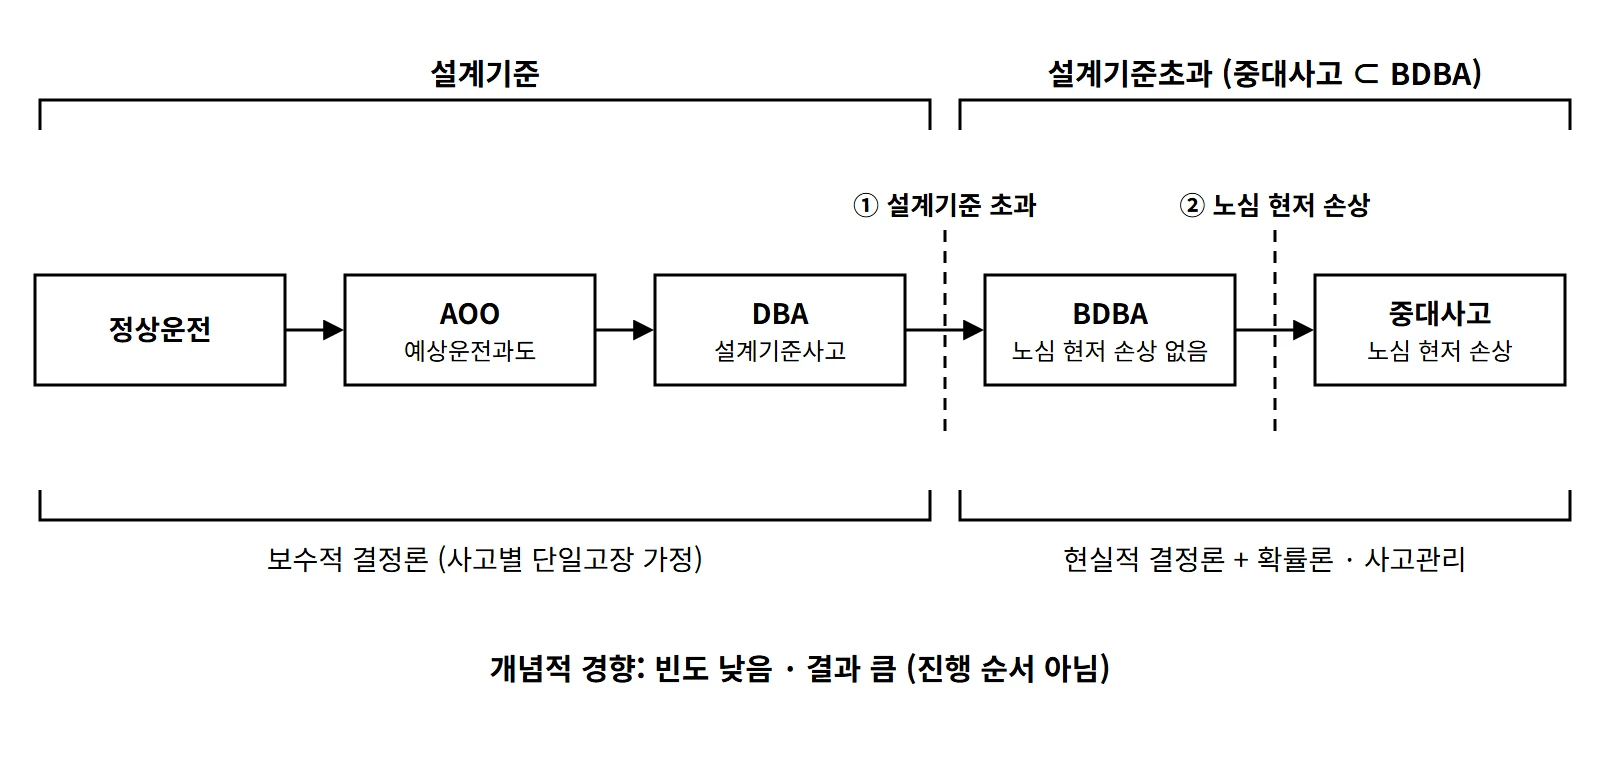 설계기준
설계기준초과 (중대사고 ⊂ BDBA)
① 설계기준 초과
② 노심 현저 손상
정상운전
AOO
예상운전과도
DBA
설계기준사고
BDBA
노심 현저 손상 없음
중대사고
노심 현저 손상
보수적 결정론 (사고별 단일고장 가정)
현실적 결정론 + 확률론 · 사고관리
개념적 경향: 빈도 낮음 · 결과 큼 (진행 순서 아님)